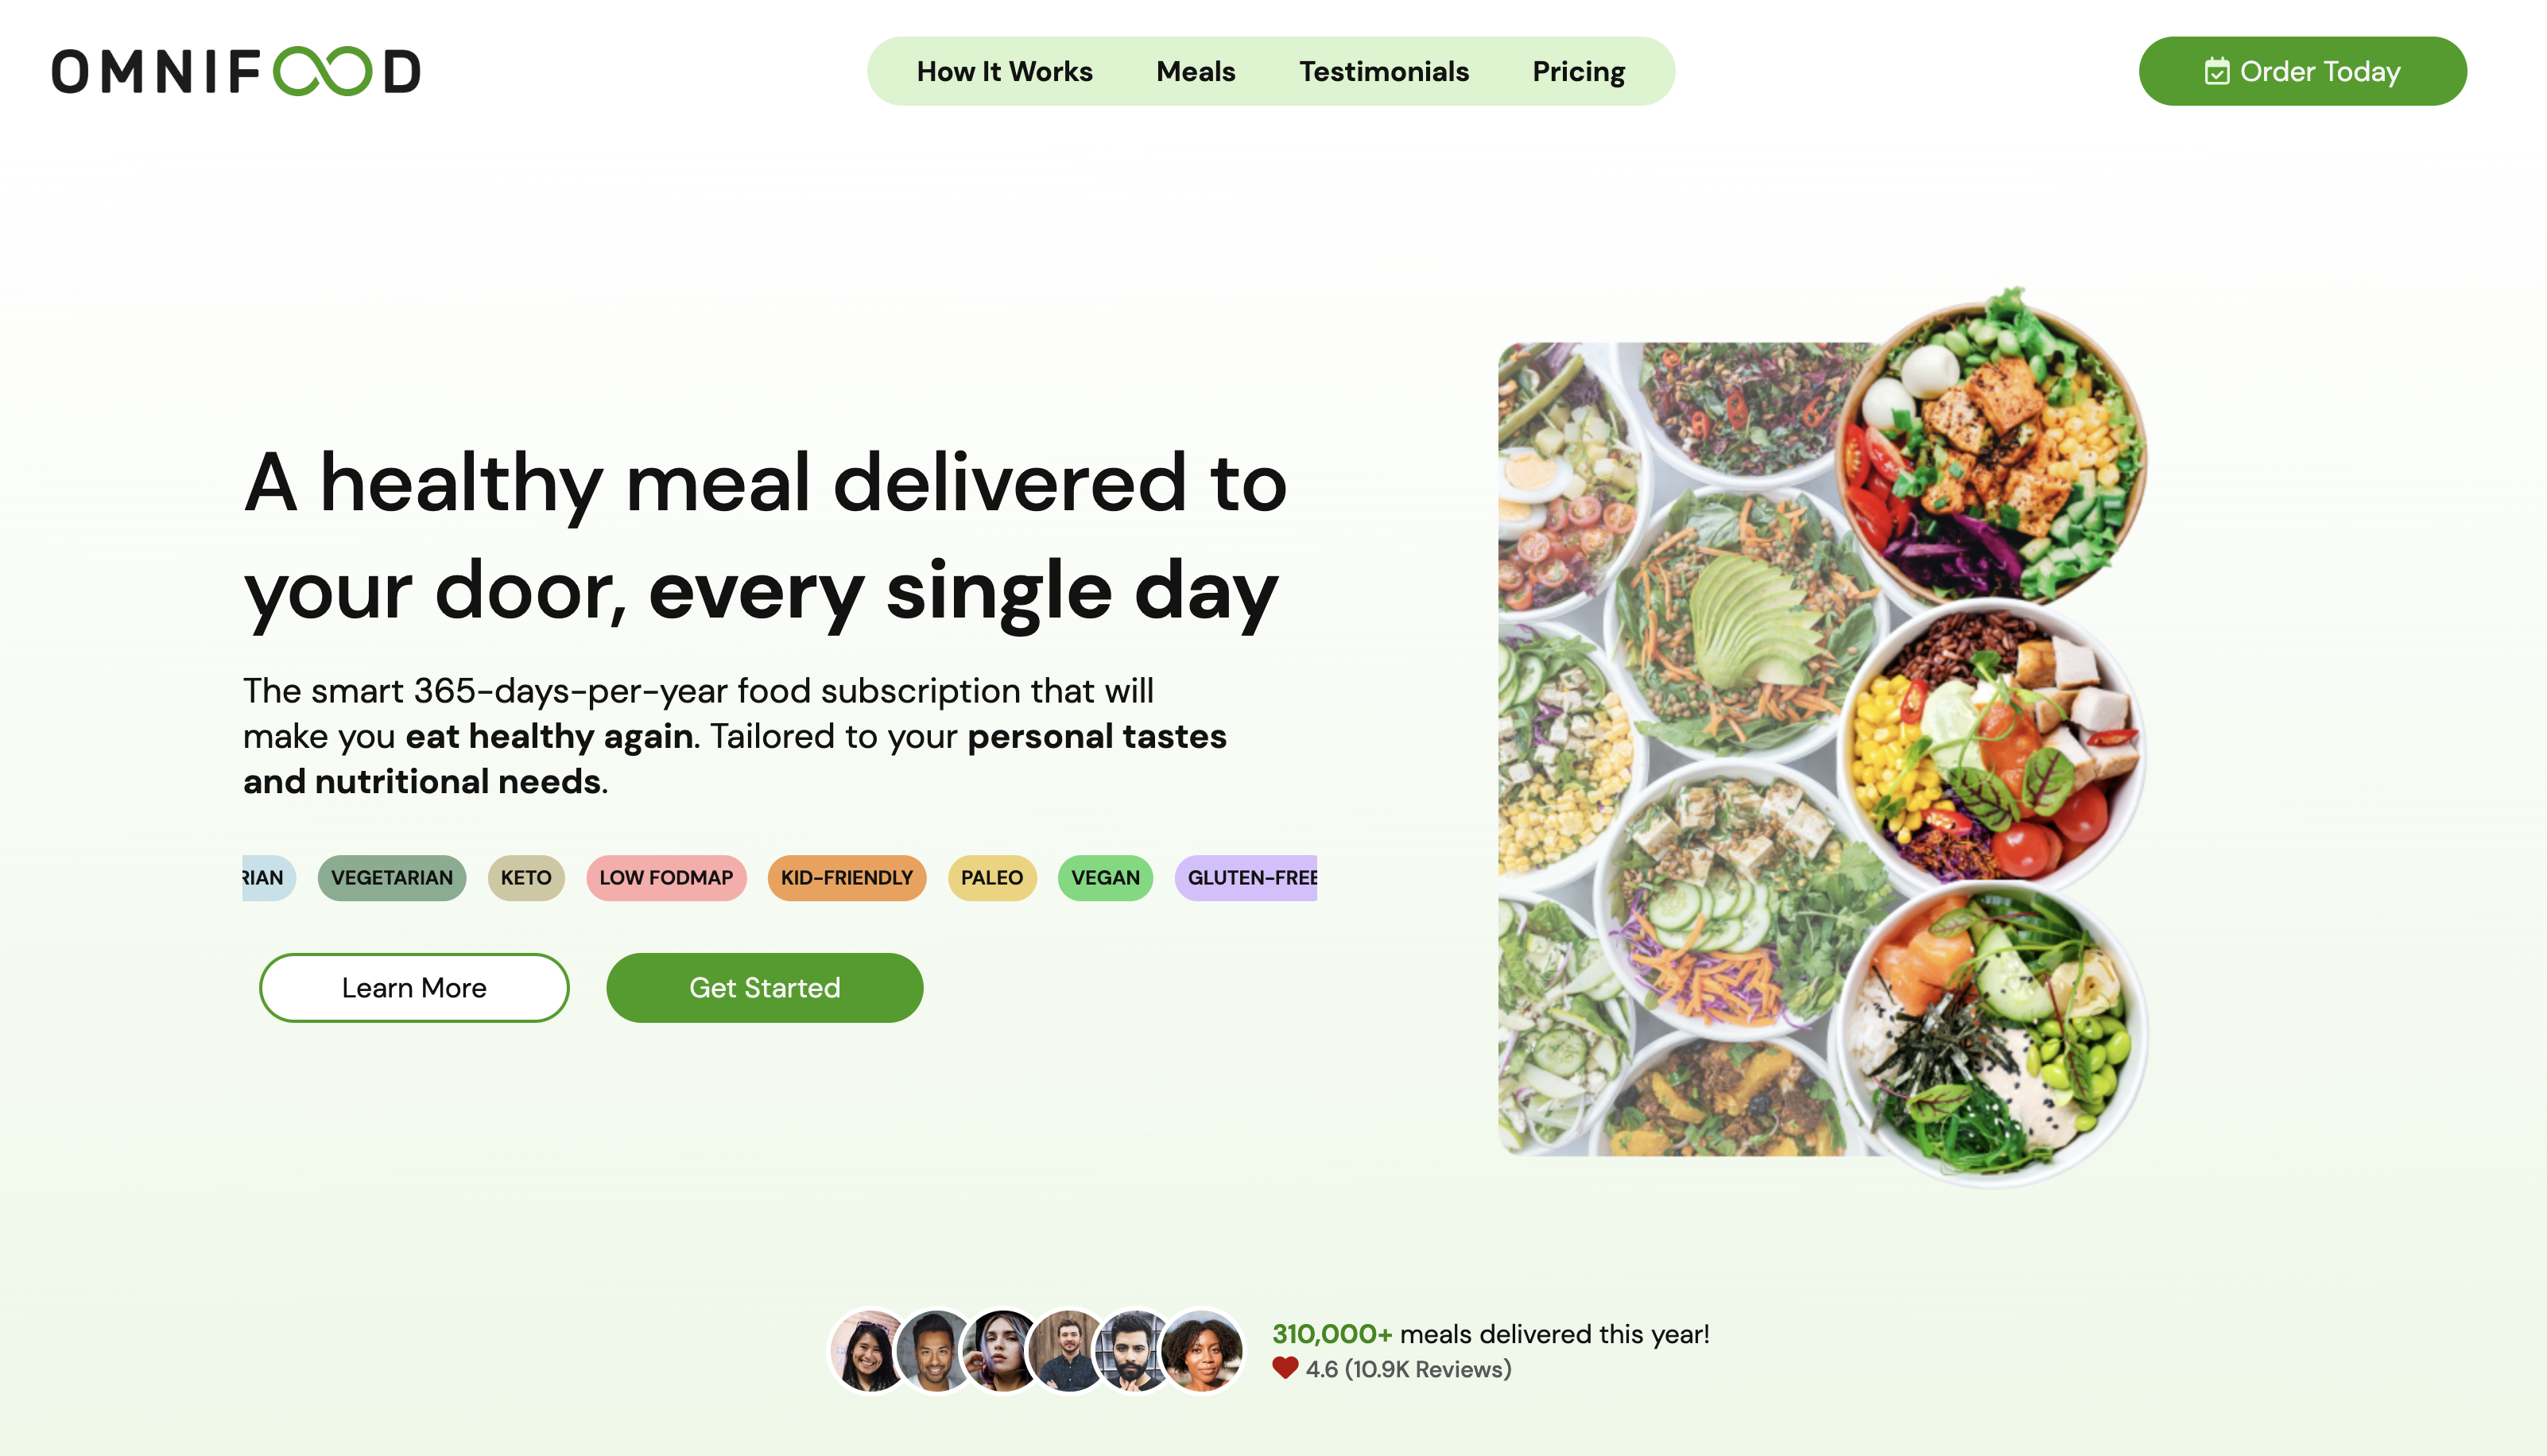 OMNIFOOD
How It Works Meals Testimonials Pricing
Order Today
A healthy meal delivered to
your door, every single day
The smart 365-days-per-year food subscription that will
make you eat healthy again. Tailored to your personal tastes
and nutritional needs.
RIAN VEGETARIAN KETO LOW FODMAP KID-FRIENDLY PALEO VEGAN GLUTEN-FREE
Learn More Get Started
310,000+ meals delivered this year!
4.6 (10.9K Reviews)